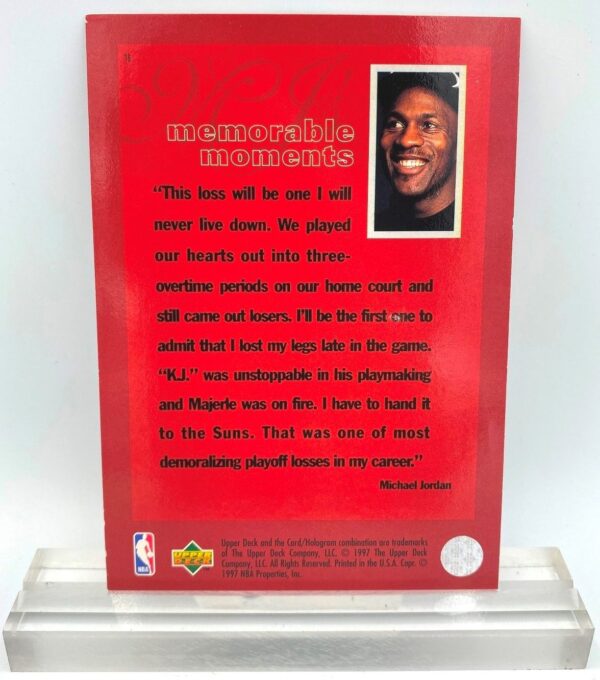 16
memorable
moments
“This loss will be one I will
never live down. We played
our hearts out into three-
overtime periods on our home court and
still came out losers. I'll be the first one to
admit that I lost my legs late in the game.
“K.J.” was unstoppable in his playmaking
and Majerle was on fire. I have to hand it
to the Suns. That was one of most
demoralizing playoff losses in my career.”
Michael Jordan
NBA
UPPER
DECK
Upper Deck and the Card/Hologram combination are trademarks
of The Upper Deck Company, LLC. © 1997 The Upper Deck
Company, LLC. All Rights Reserved. Printed in the U.S.A. Copr. ©
1997 NBA Properties, Inc.